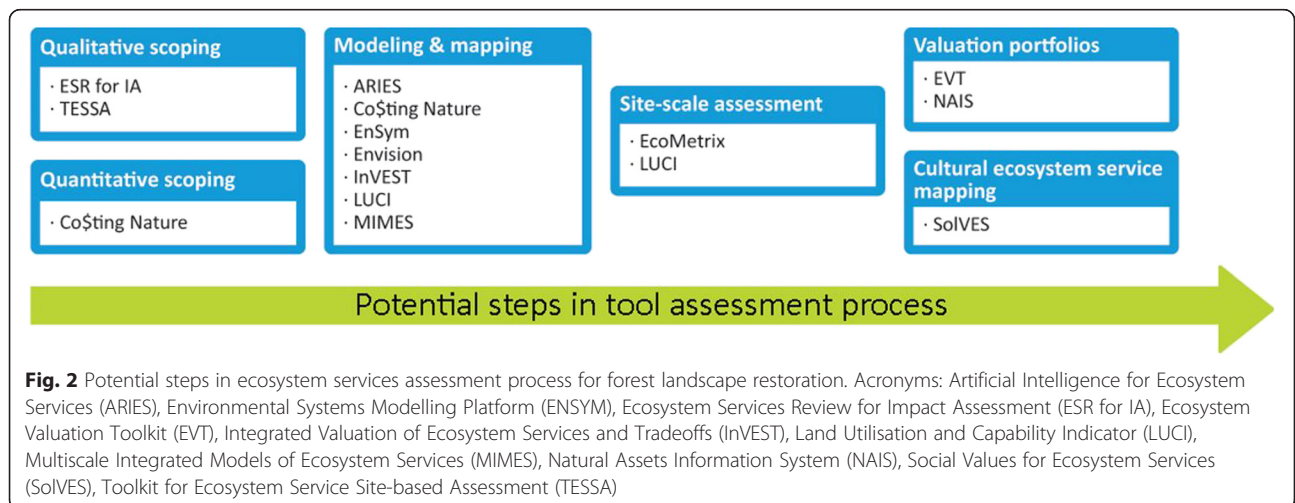 Qualitative scoping
· ESR for IA
· TESSA
Quantitative scoping
· Co$ting Nature
Modeling & mapping
· ARIES
· Co$ting Nature
· EnSym
· Envision
· InVEST
· LUCI
· MIMES
Site-scale assessment
· EcoMetrix
· LUCI
Valuation portfolios
· EVT
· NAIS
Cultural ecosystem service
mapping
· SolVES
Potential steps in tool assessment process
Fig. 2 Potential steps in ecosystem services assessment process for forest landscape restoration. Acronyms: Artificial Intelligence for Ecosystem
Services (ARIES), Environmental Systems Modelling Platform (ENSYM), Ecosystem Services Review for Impact Assessment (ESR for IA), Ecosystem
Valuation Toolkit (EVT), Integrated Valuation of Ecosystem Services and Tradeoffs (InVEST), Land Utilisation and Capability Indicator (LUCI),
Multiscale Integrated Models of Ecosystem Services (MIMES), Natural Assets Information System (NAIS), Social Values for Ecosystem Services
(SolVES), Toolkit for Ecosystem Service Site-based Assessment (TESSA)